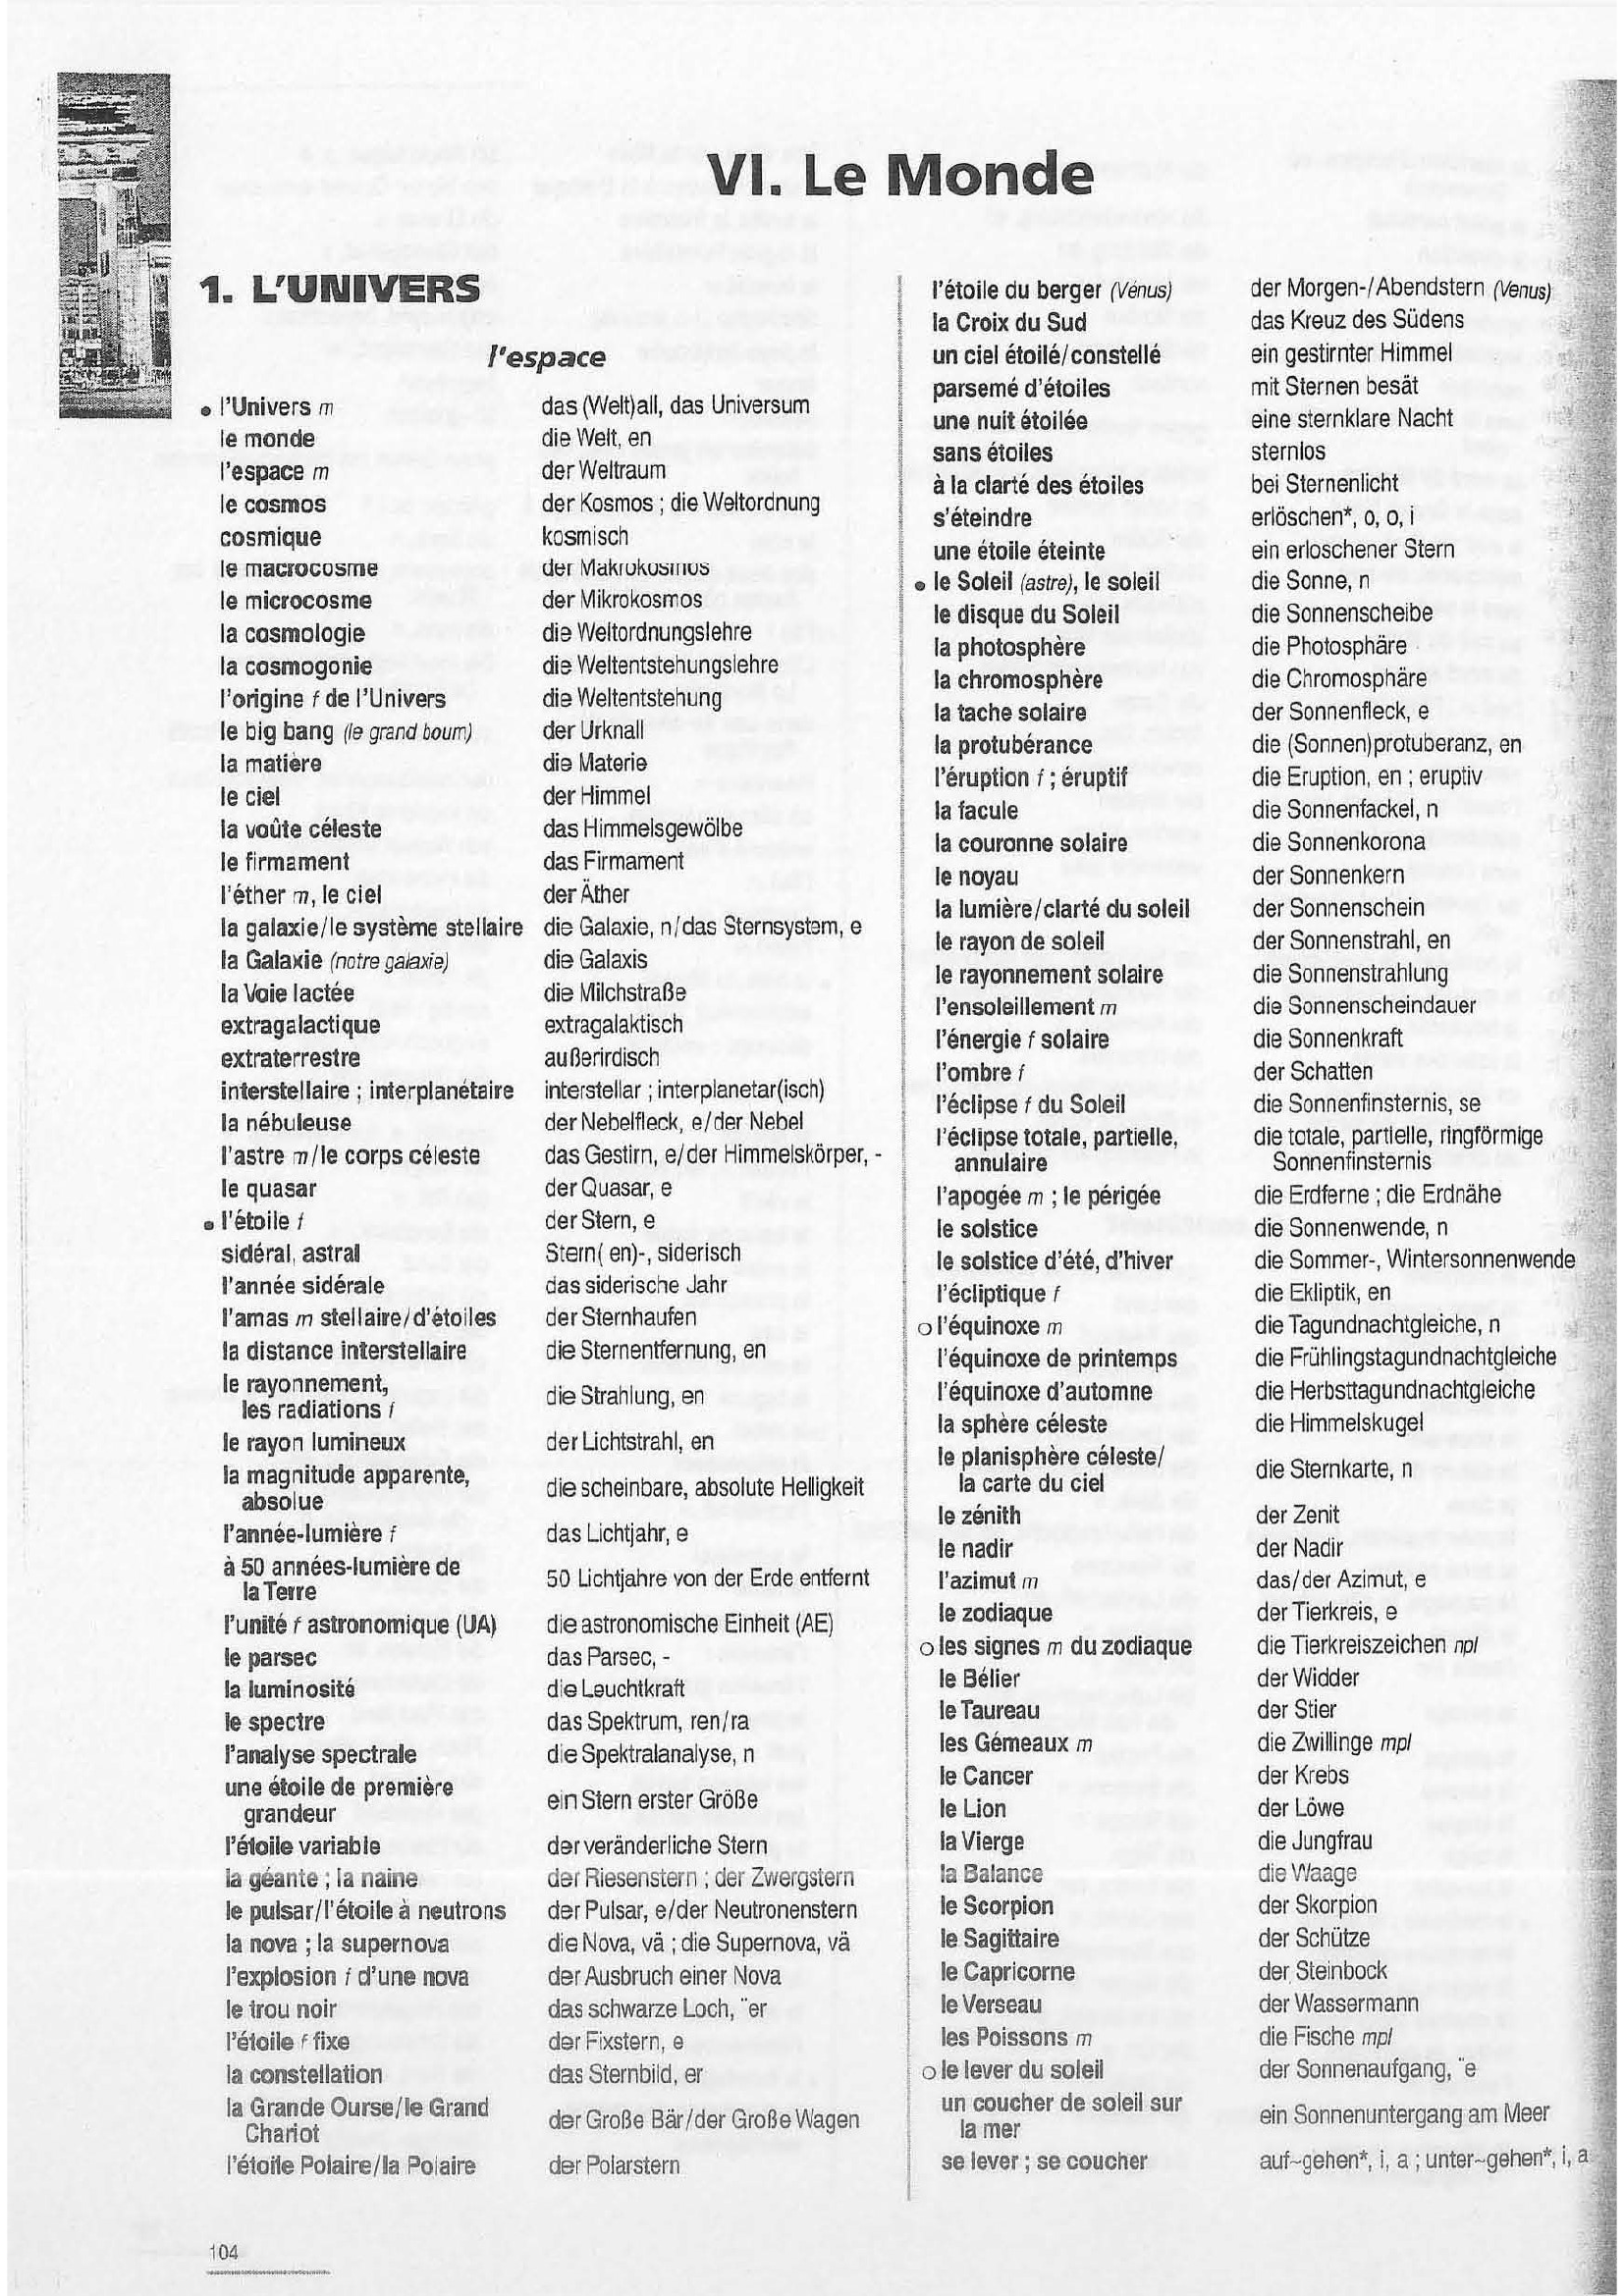 VI. Le Monde
1. L'UNIVERS
l'espace
• l'Univers m das (Welt)all, das Universum
le monde die Welt, en
l'espace m der Weltraum
le cosmos der Kosmos ; die Weltordnung
cosmique kosmisch
le macrocosme der Makrokosmos
le microcosme der Mikrokosmos
la cosmologie die Weltordnungslehre
la cosmogonie die Weltentstehungslehre
l'origine f de l'Univers die Weltentstehung
le big bang (le grand boum) der Urknall
la matière die Materie
le ciel der Himmel
la voûte céleste das Himmelsgewölbe
le firmament das Firmament
l'éther m, le ciel der Äther
la galaxie/le système stellaire die Galaxie, n/das Sternsystem, e
la Galaxie (notre galaxie) die Galaxis
la Voie lactée die Milchstraße
extragalactique extragalaktisch
extraterrestre außerirdisch
interstellaire ; interplanétaire interstellar ; interplanetar(isch)
la nébuleuse der Nebelfleck, e/der Nebel
l'astre m/le corps céleste das Gestirn, e/der Himmelskörper, -
le quasar der Quasar, e
• l'étoile f der Stern, e
sidéral, astral Stern(en)-, siderisch
l'année sidérale das siderische Jahr
l'amas m stellaire/d'étoiles der Sternhaufen
la distance interstellaire die Sternentfernung, en
le rayonnement,
les radiations f die Strahlung, en
le rayon lumineux der Lichtstrahl, en
la magnitude apparente,
absolue die scheinbare, absolute Helligkeit
l'année-lumière f das Lichtjahr, e
à 50 années-lumière de
la Terre 50 Lichtjahre von der Erde entfernt
l'unité f astronomique (UA) die astronomische Einheit (AE)
le parsec das Parsec, -
la luminosité die Leuchtkraft
le spectre das Spektrum, ren/ra
l'analyse spectrale die Spektralanalyse, n
une étoile de première
grandeur ein Stern erster Größe
l'étoile variable der veränderliche Stern
la géante ; la naine der Riesenstern ; der Zwergstern
le pulsar/l'étoile à neutrons der Pulsar, e/der Neutronenstern
la nova ; la supernova die Nova, vä ; die Supernova, vä
l'explosion f d'une nova der Ausbruch einer Nova
le trou noir das schwarze Loch, ¨er
l'étoile f fixe der Fixstern, e
la constellation das Sternbild, er
la Grande Ourse/le Grand
Chariot der Große Bär/der Große Wagen
l'étoile Polaire/la Polaire der Polarstern
l'étoile du berger (Vénus) der Morgen-/Abendstern (Venus)
la Croix du Sud das Kreuz des Südens
un ciel étoilé/constellé ein gestirnter Himmel
parsemé d'étoiles mit Sternen besät
une nuit étoilée eine sternklare Nacht
sans étoiles sternlos
à la clarté des étoiles bei Sternenlicht
s'éteindre erlöschen*, o, o, i
une étoile éteinte ein erloschener Stern
• le Soleil (astre), le soleil die Sonne, n
le disque du Soleil die Sonnenscheibe
la photosphère die Photosphäre
la chromosphère die Chromosphäre
la tache solaire der Sonnenfleck, e
la protubérance die (Sonnen)protuberanz, en
l'éruption f ; éruptif die Eruption, en ; eruptiv
la facule die Sonnenfackel, n
la couronne solaire die Sonnenkorona
le noyau der Sonnenkern
la lumière/clarté du soleil der Sonnenschein
le rayon de soleil der Sonnenstrahl, en
le rayonnement solaire die Sonnenstrahlung
l'ensoleillement m die Sonnenscheindauer
l'énergie f solaire die Sonnenkraft
l'ombre f der Schatten
l'éclipse f du Soleil die Sonnenfinsternis, se
l'éclipse totale, partielle, die totale, partielle, ringförmige
annulaire Sonnenfinsternis
l'apogée m ; le périgée die Erdferne ; die Erdnähe
le solstice die Sonnenwende, n
le solstice d'été, d'hiver die Sommer-, Wintersonnenwende
l'écliptique f die Ekliptik, en
o l'équinoxe m die Tagundnachtgleiche, n
l'équinoxe de printemps die Frühlingstagundnachtgleiche
l'équinoxe d'automne die Herbsttagundnachtgleiche
la sphère céleste die Himmelskugel
le planisphère céleste/
la carte du ciel die Sternkarte, n
le zénith der Zenit
le nadir der Nadir
l'azimut m das/der Azimut, e
le zodiaque der Tierkreis, e
o les signes m du zodiaque die Tierkreiszeichen npl
le Bélier der Widder
le Taureau der Stier
les Gémeaux m die Zwillinge mpl
le Cancer der Krebs
le Lion der Löwe
la Vierge die Jungfrau
la Balance die Waage
le Scorpion der Skorpion
le Sagittaire der Schütze
le Capricorne der Steinbock
le Verseau der Wassermann
les Poissons m die Fische mpl
o le lever du soleil der Sonnenaufgang, ¨e
un coucher de soleil sur
la mer ein Sonnenuntergang am Meer
se lever ; se coucher auf~gehen*, i, a ; unter~gehen*, i, a
104